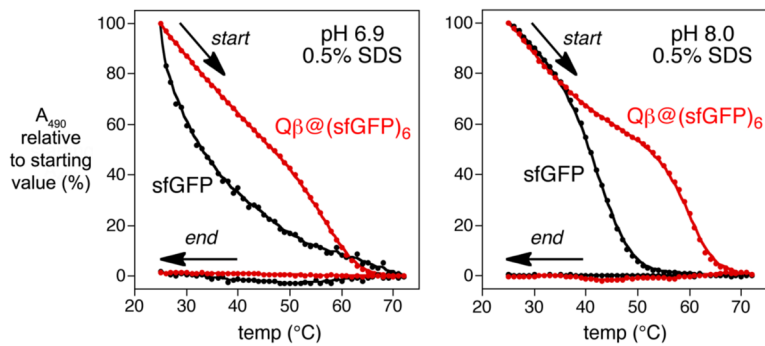 pH 6.9
0.5% SDS
start
Qβ@(sfGFP)6
sfGFP
end
A490
relative
to starting
value (%)
100
80
60
40
20
0
20 30 40 50 60 70
temp (°C)
pH 8.0
0.5% SDS
start
Qβ@(sfGFP)6
sfGFP
end
100
80
60
40
20
0
20 30 40 50 60 70
temp (°C)